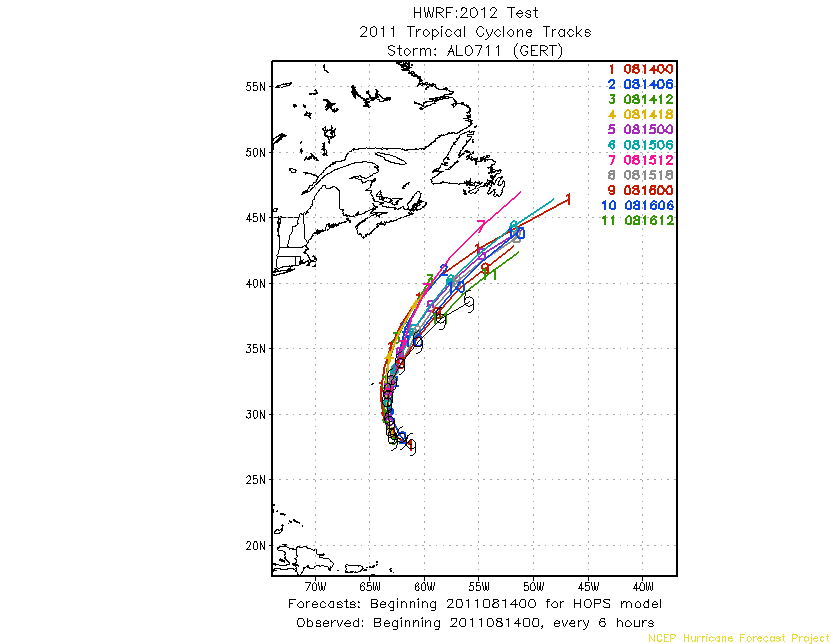 HWRF:2012 Test
2011 Tropical Cyclone Tracks
Storm: AL0711 (GERT)
1 081400
2 081406
3 081412
4 081418
5 081500
6 081506
7 081512
8 081518
9 081600
10 081606
11 081612
55N
50N
45N
40N
35N
30N
25N
20N
70W 65W 60W 55W 50W 45W 40W
Forecasts: Beginning 2011081400 for HOPS model
Observed: Beginning 2011081400, every 6 hours
NCEP Hurricane Forecast Project